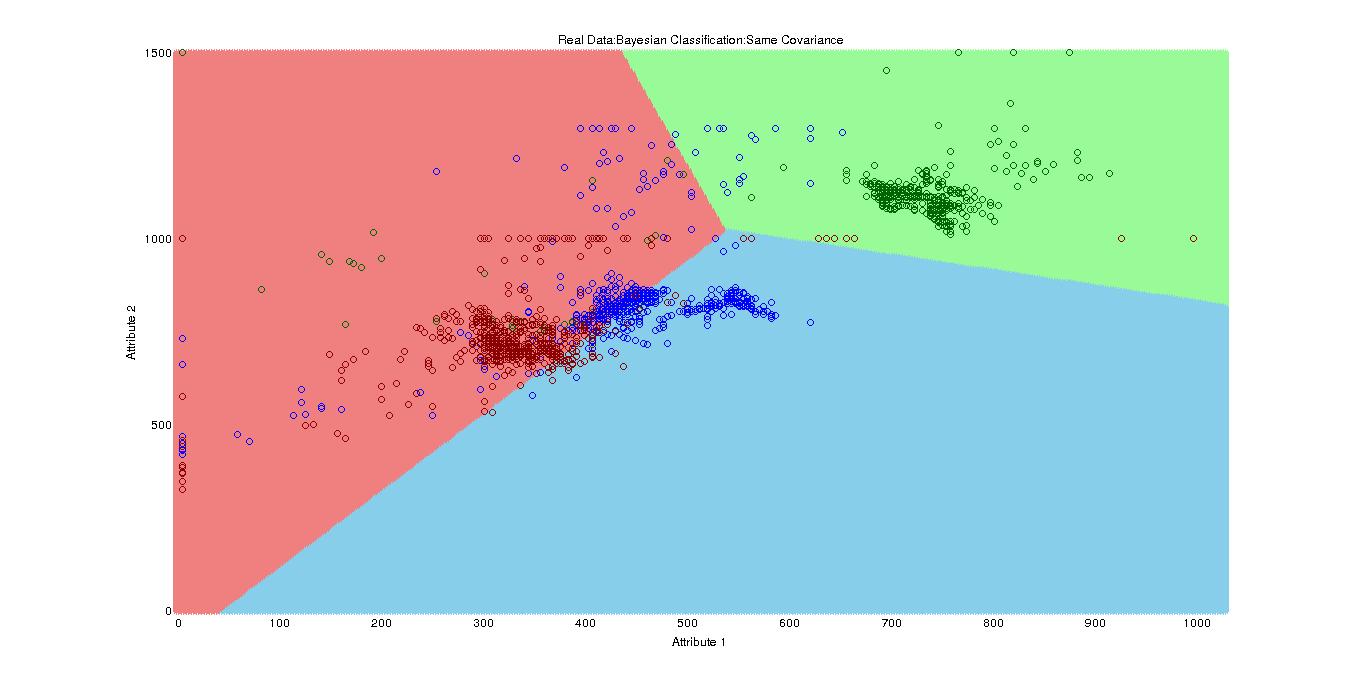 Real Data:Bayesian Classification:Same Covariance
1500
1000
500
0
Attribute 2
0 100 200 300 400 500 600 700 800 900 1000
Attribute 1